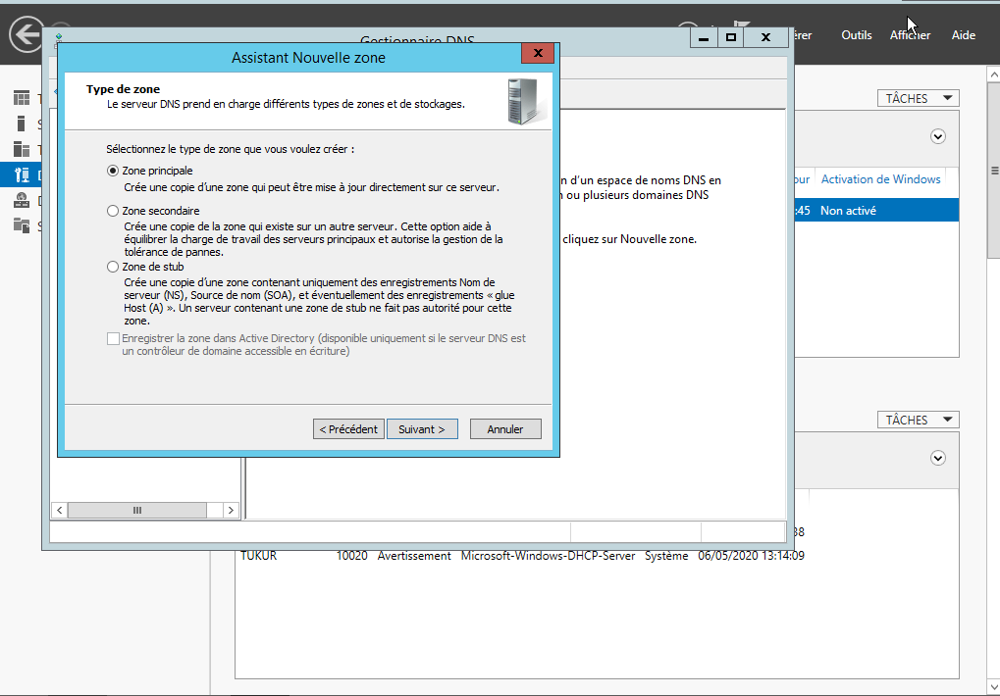 Gestionnaire DNS
Outils
Afficher
Aide
Assistant Nouvelle zone
Type de zone
Le serveur DNS prend en charge différents types de zones et de stockages.
Sélectionnez le type de zone que vous voulez créer :
Zone principale
Crée une copie d'une zone qui peut être mise à jour directement sur ce serveur.
Zone secondaire
Crée une copie de la zone qui existe sur un autre serveur. Cette option aide à
équilibrer la charge de travail des serveurs principaux et autorise la gestion de la
tolérance de pannes.
Zone de stub
Crée une copie d'une zone contenant uniquement des enregistrements Nom de
serveur (NS), Source de nom (SOA), et éventuellement des enregistrements « glue
Host (A) ». Un serveur contenant une zone de stub ne fait pas autorité pour cette
zone.
Enregistrer la zone dans Active Directory (disponible uniquement si le serveur DNS est
un contrôleur de domaine accessible en écriture)
< Précédent
Suivant >
Annuler
d'un espace de noms DNS en
ou plusieurs domaines DNS
cliquez sur Nouvelle zone.
TÂCHES
Activation de Windows
:45 Non activé
TÂCHES
38
TUKUR 10020 Avertissement Microsoft-Windows-DHCP-Server Système 06/05/2020 13:14:09